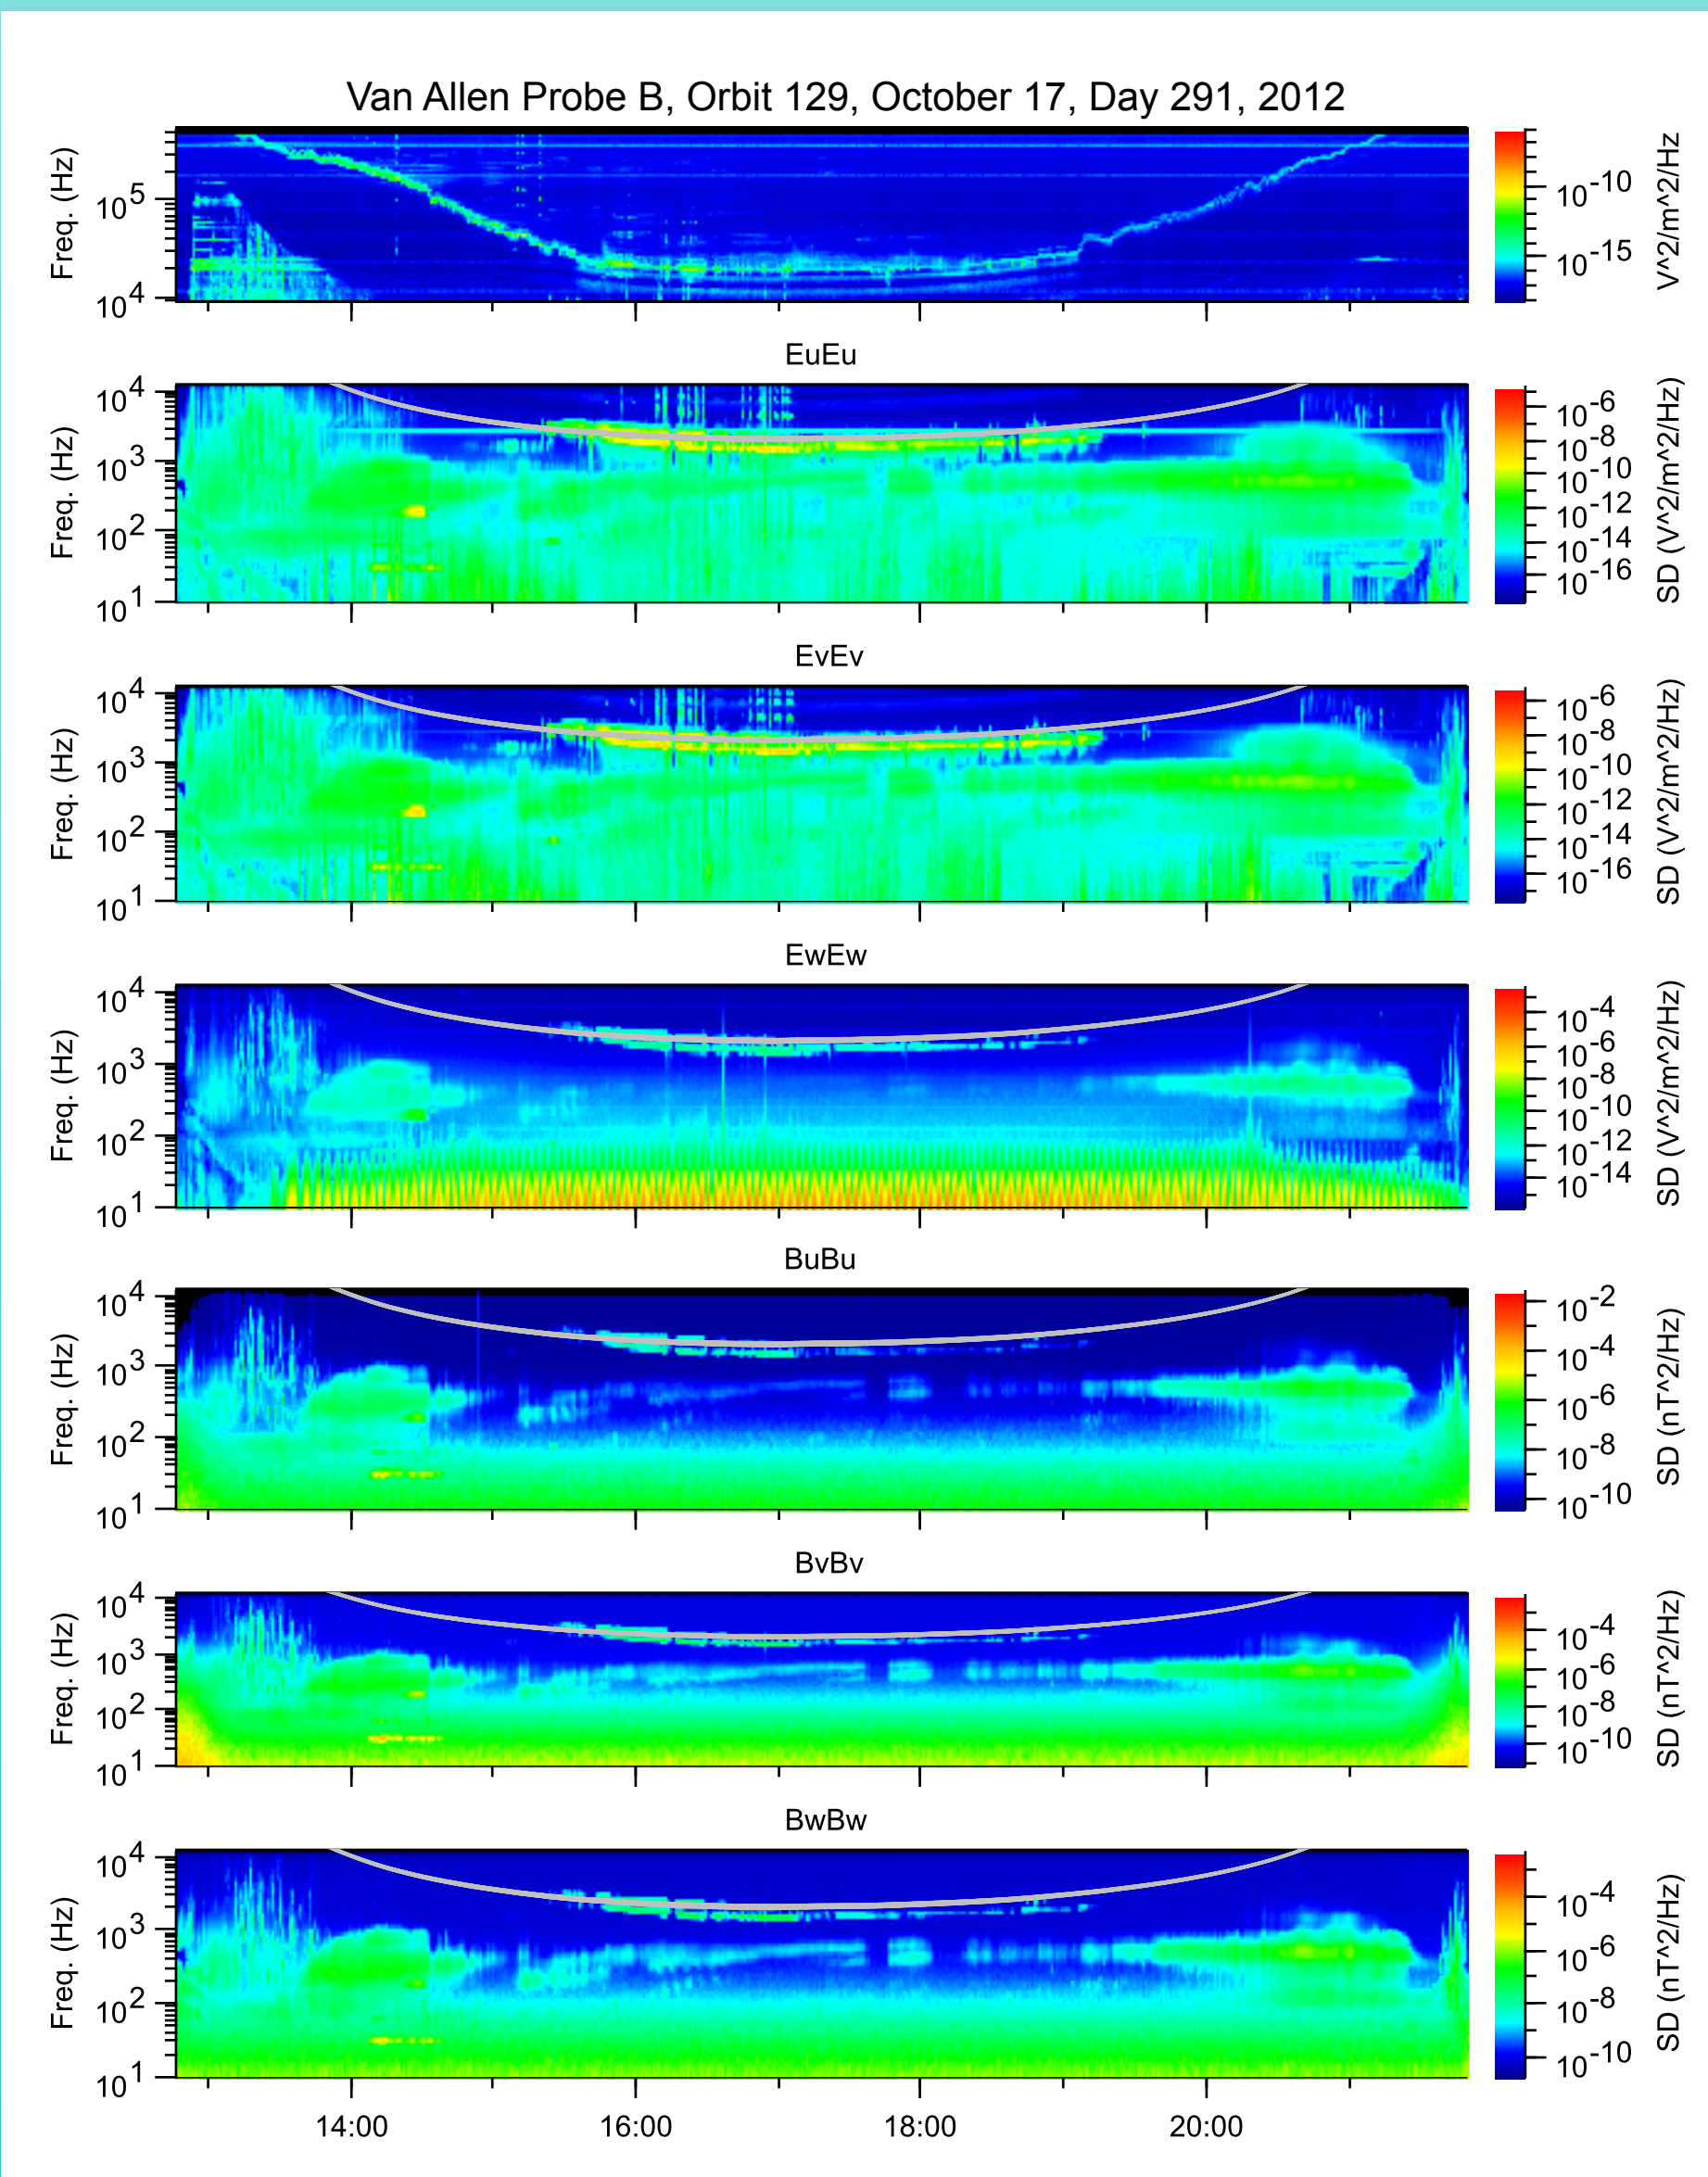 Van Allen Probe B, Orbit 129, October 17, Day 291, 2012
Freq. (Hz)
10^5
10^4
10^-10
10^-15
V^2/m^2/Hz
EuEu
Freq. (Hz)
10^4
10^3
10^2
10^1
10^-6
10^-8
10^-10
10^-12
10^-14
10^-16
SD (V^2/m^2/Hz)
EvEv
Freq. (Hz)
10^4
10^3
10^2
10^1
10^-6
10^-8
10^-10
10^-12
10^-14
10^-16
SD (V^2/m^2/Hz)
EwEw
Freq. (Hz)
10^4
10^3
10^2
10^1
10^-4
10^-6
10^-8
10^-10
10^-12
10^-14
SD (V^2/m^2/Hz)
BuBu
Freq. (Hz)
10^4
10^3
10^2
10^1
10^-2
10^-4
10^-6
10^-8
10^-10
SD (nT^2/Hz)
BvBv
Freq. (Hz)
10^4
10^3
10^2
10^1
10^-4
10^-6
10^-8
10^-10
SD (nT^2/Hz)
BwBw
Freq. (Hz)
10^4
10^3
10^2
10^1
10^-4
10^-6
10^-8
10^-10
SD (nT^2/Hz)
14:00 16:00 18:00 20:00